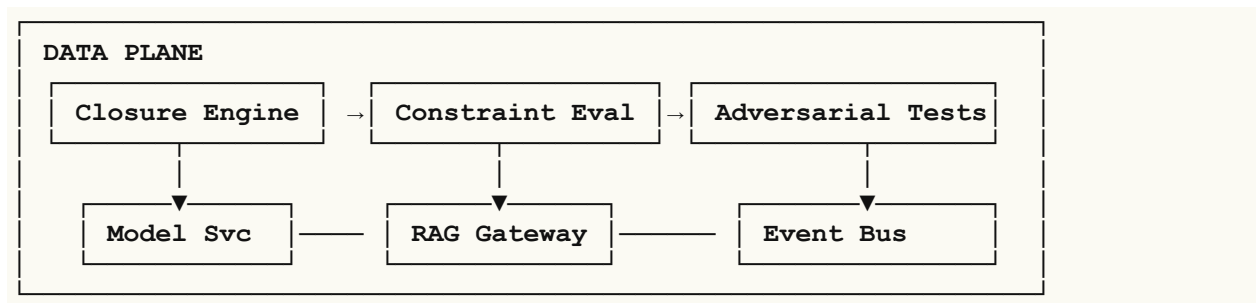 DATA PLANE
Closure Engine → Constraint Eval → Adversarial Tests
Model Svc RAG Gateway Event Bus